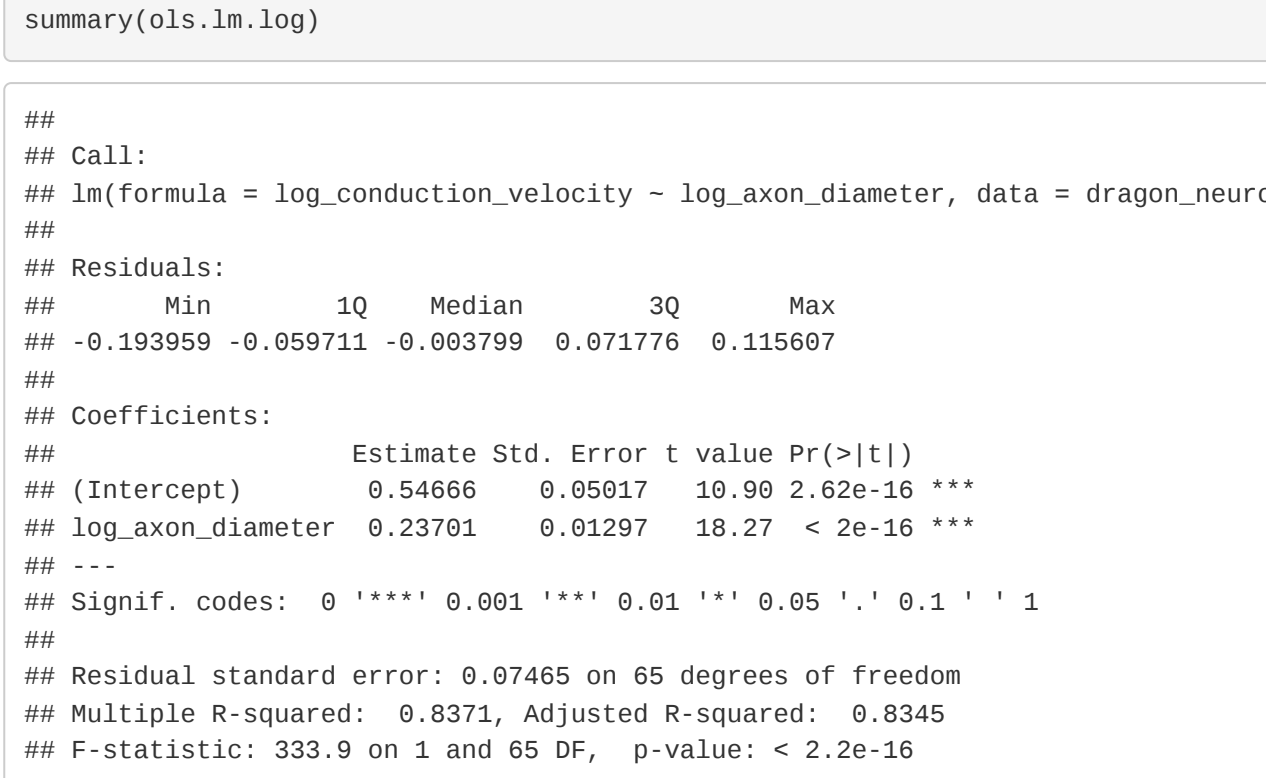 summary(ols.lm.log)
##
## Call:
## lm(formula = log_conduction_velocity ~ log_axon_diameter, data = dragon_neuro
##
## Residuals:
##       Min        1Q    Median        3Q       Max
## -0.193959 -0.059711 -0.003799  0.071776  0.115607
##
## Coefficients:
##                   Estimate Std. Error t value Pr(>|t|)
## (Intercept)        0.54666    0.05017   10.90 2.62e-16 ***
## log_axon_diameter  0.23701    0.01297   18.27  < 2e-16 ***
## ---
## Signif. codes:  0 '***' 0.001 '**' 0.01 '*' 0.05 '.' 0.1 ' ' 1
##
## Residual standard error: 0.07465 on 65 degrees of freedom
## Multiple R-squared:  0.8371, Adjusted R-squared:  0.8345
## F-statistic: 333.9 on 1 and 65 DF,  p-value: < 2.2e-16